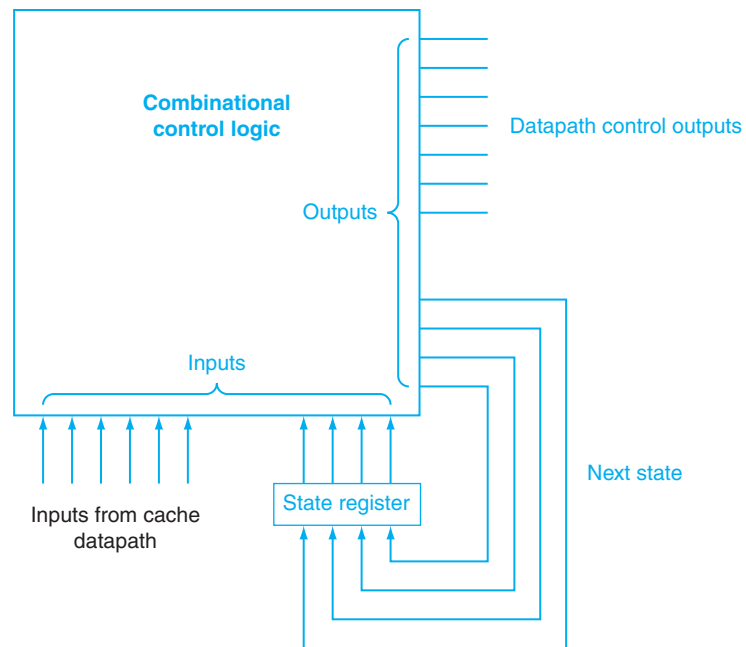 Combinational
control logic
Datapath control outputs
Outputs
Inputs
Next state
State register
Inputs from cache
datapath